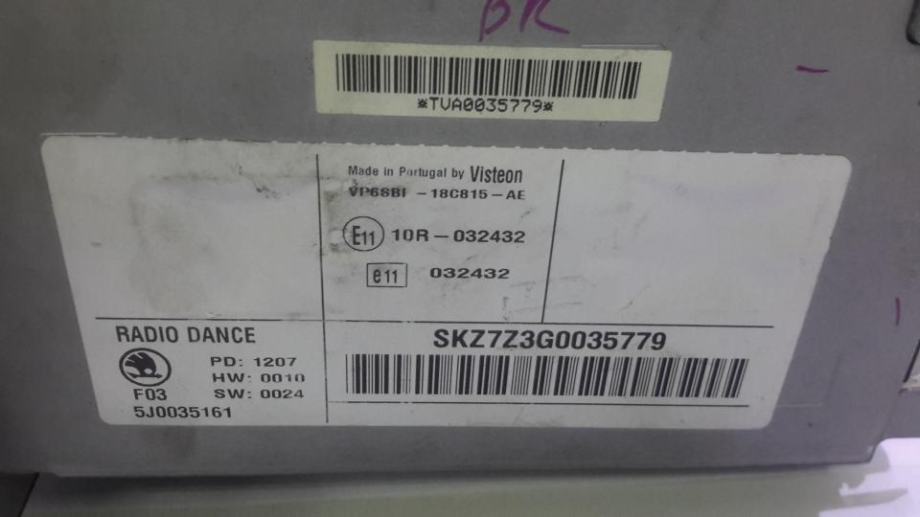 BR
*TVA0035779*
Made in Portugal by Visteon
VP6SBF-18C815-AE
E11 10R-032432
e11 032432
RADIO DANCE
SKZ7Z3G0035779
PD: 1207
HW: 0010
F03 SW: 0024
5J0035161